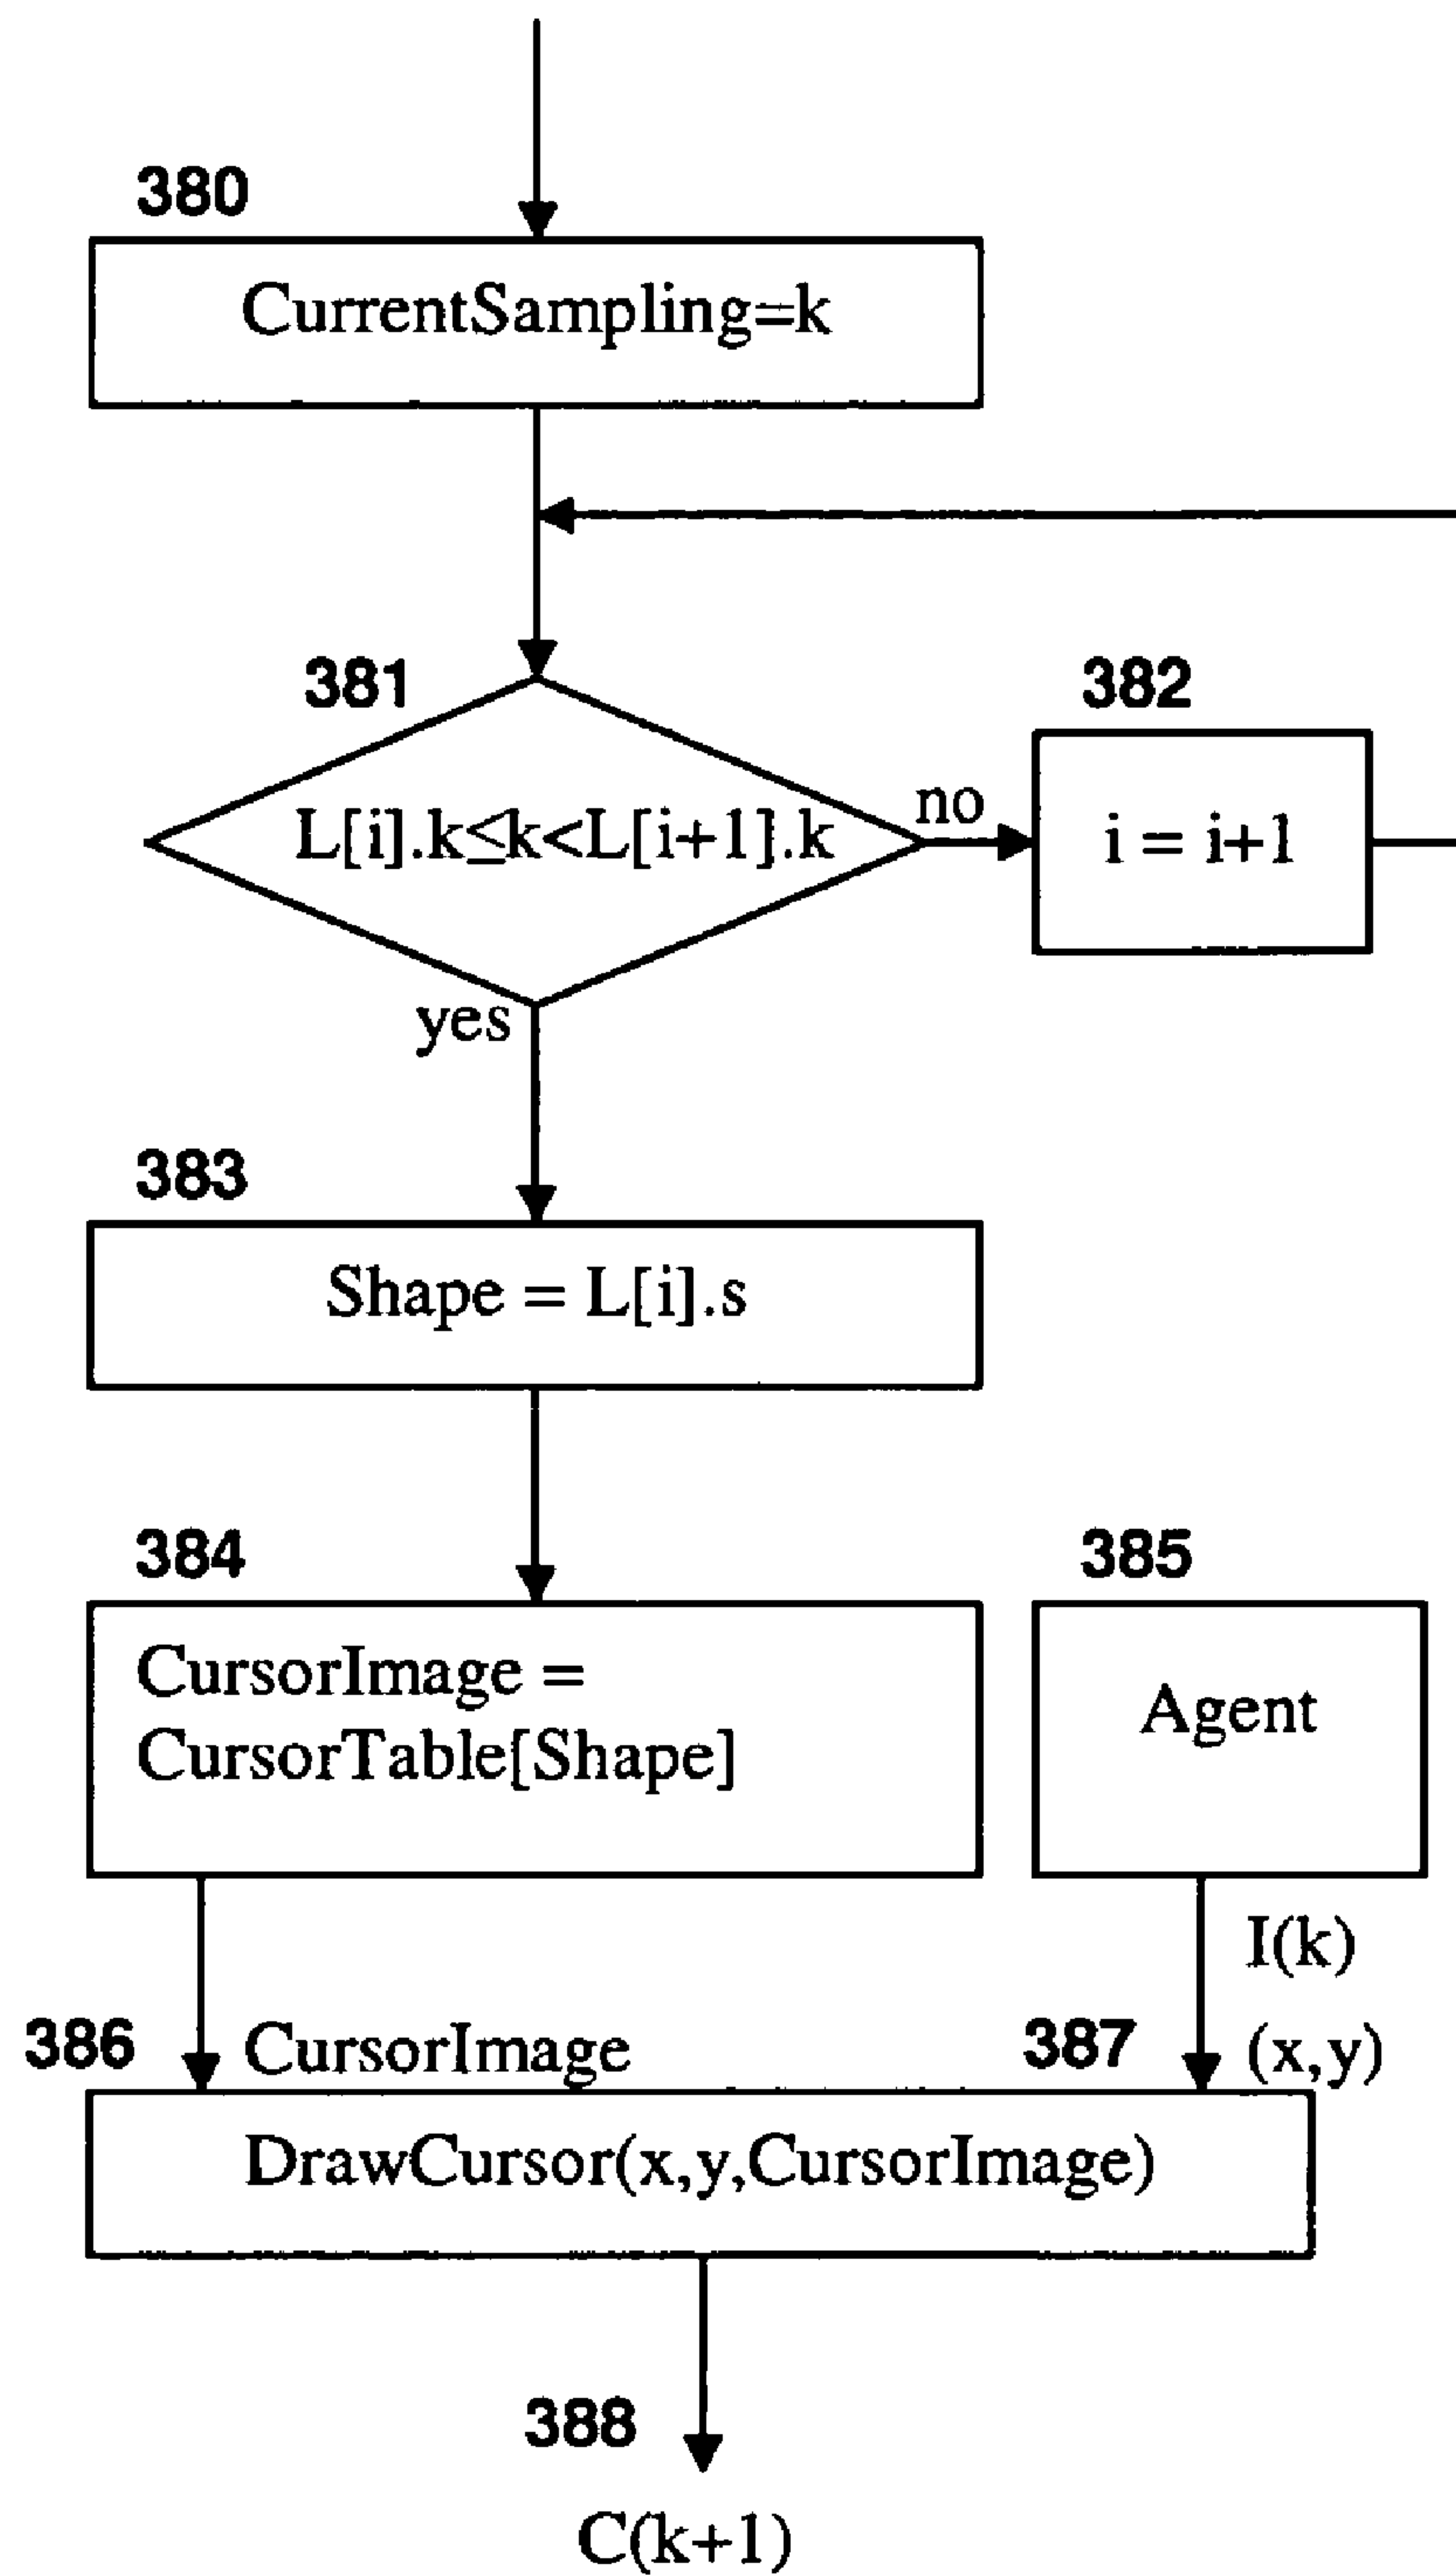 380
CurrentSampling=k
381
L[i].k≤k<L[i+1].k
no
382
i = i+1
yes
383
Shape = L[i].s
384
CursorImage =
CursorTable[Shape]
385
Agent
I(k)
386
CursorImage
387
(x,y)
DrawCursor(x,y,CursorImage)
388
C(k+1)